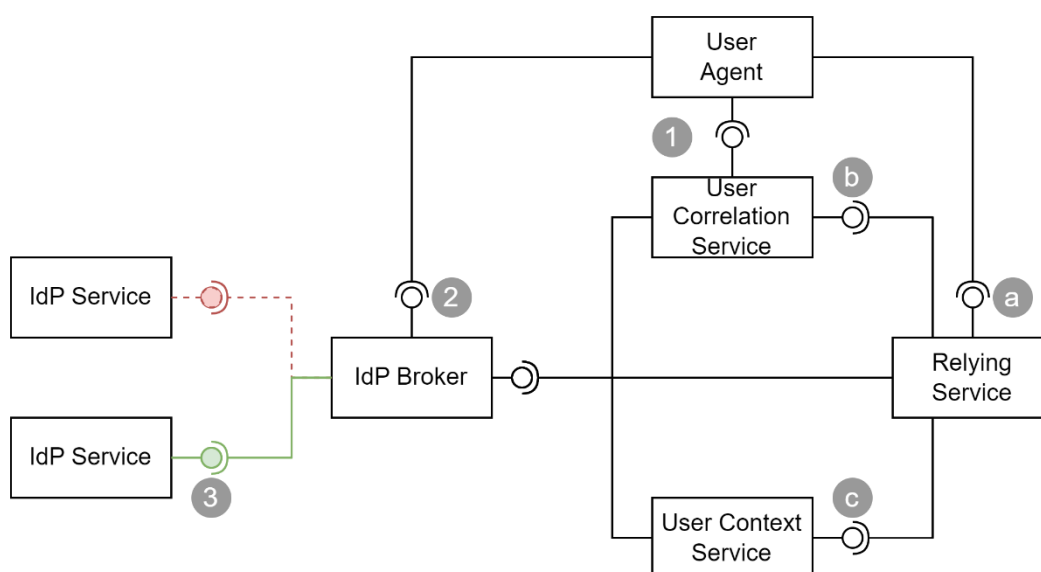 User
Agent
1
User
Correlation
Service
b
IdP Service
2
a
IdP Broker
Relying
Service
IdP Service
3
User Context
Service
c